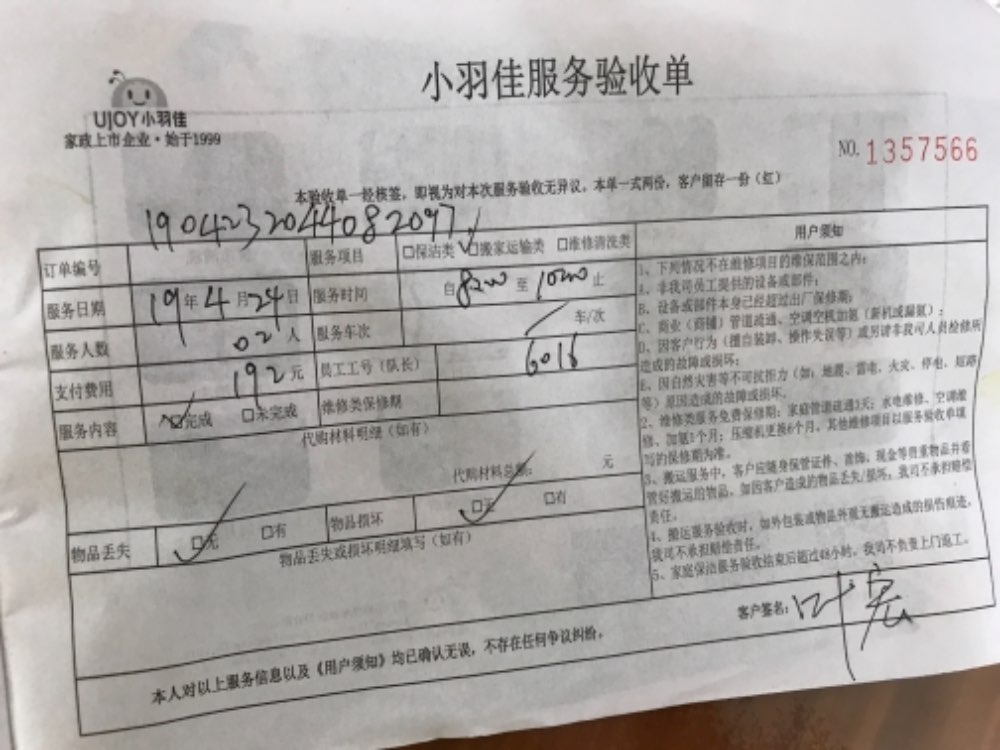 小羽佳服务验收单
UJOY小羽佳
家政上市企业·始于1999
NO. 1357566
本验收单一经核签，即视为对本次服务验收无异议，本单一式两份，客户留存一份（红）
订单编号 1904232044082097 服务项目 □保洁类 ☑搬家运输类 □维修清洗类
服务日期 19年4月24日 服务时间 自8:00至10:00止
服务人数 02人 服务车次 车/次
支付费用 192元 员工工号（队长） 6016
服务内容 ☑完成 □未完成 维修类保修期
代购材料明细（如有）
代购材料总额： 元
物品丢失 ☑无 □有 物品损坏 ☑无 □有
物品丢失或损坏明细填写（如有）
用户须知
1、下列情况不在维修项目的维保范围之内：
A、非我司员工提供的设备或部件；
B、设备或部件本身已经超过出厂保修期；
C、商业（商铺）管道疏通、空调空机加氨（新机或漏氨）；
D、因客户行为（擅自装卸、操作失误等）或另请非我司人员检修所
造成的故障或损坏；
E、因自然灾害等不可抗拒力（如：地震、雷电、火灾、停电、短路
等）原因造成的故障或损坏。
2、维修类服务免费保修期：家庭管道疏通3天；水电维修、空调维
修、加氨1个月；压缩机更换6个月，其他维修项目以服务验收单填
写的保修期为准。
3、搬运服务中，客户应随身保管证件、首饰、现金等贵重物品并看
管好搬运的物品，如因客户造成的物品丢失/损坏，我司不承担赔偿
责任。
4、搬运服务验收时，如外包装或物品外观无搬运造成的损伤痕迹，
我司不承担赔偿责任。
5、家庭保洁服务验收结束后超过48小时，我司不负责上门返工。
本人对以上服务信息以及《用户须知》均已确认无误，不存在任何争议纠纷。
客户签名：叶宏